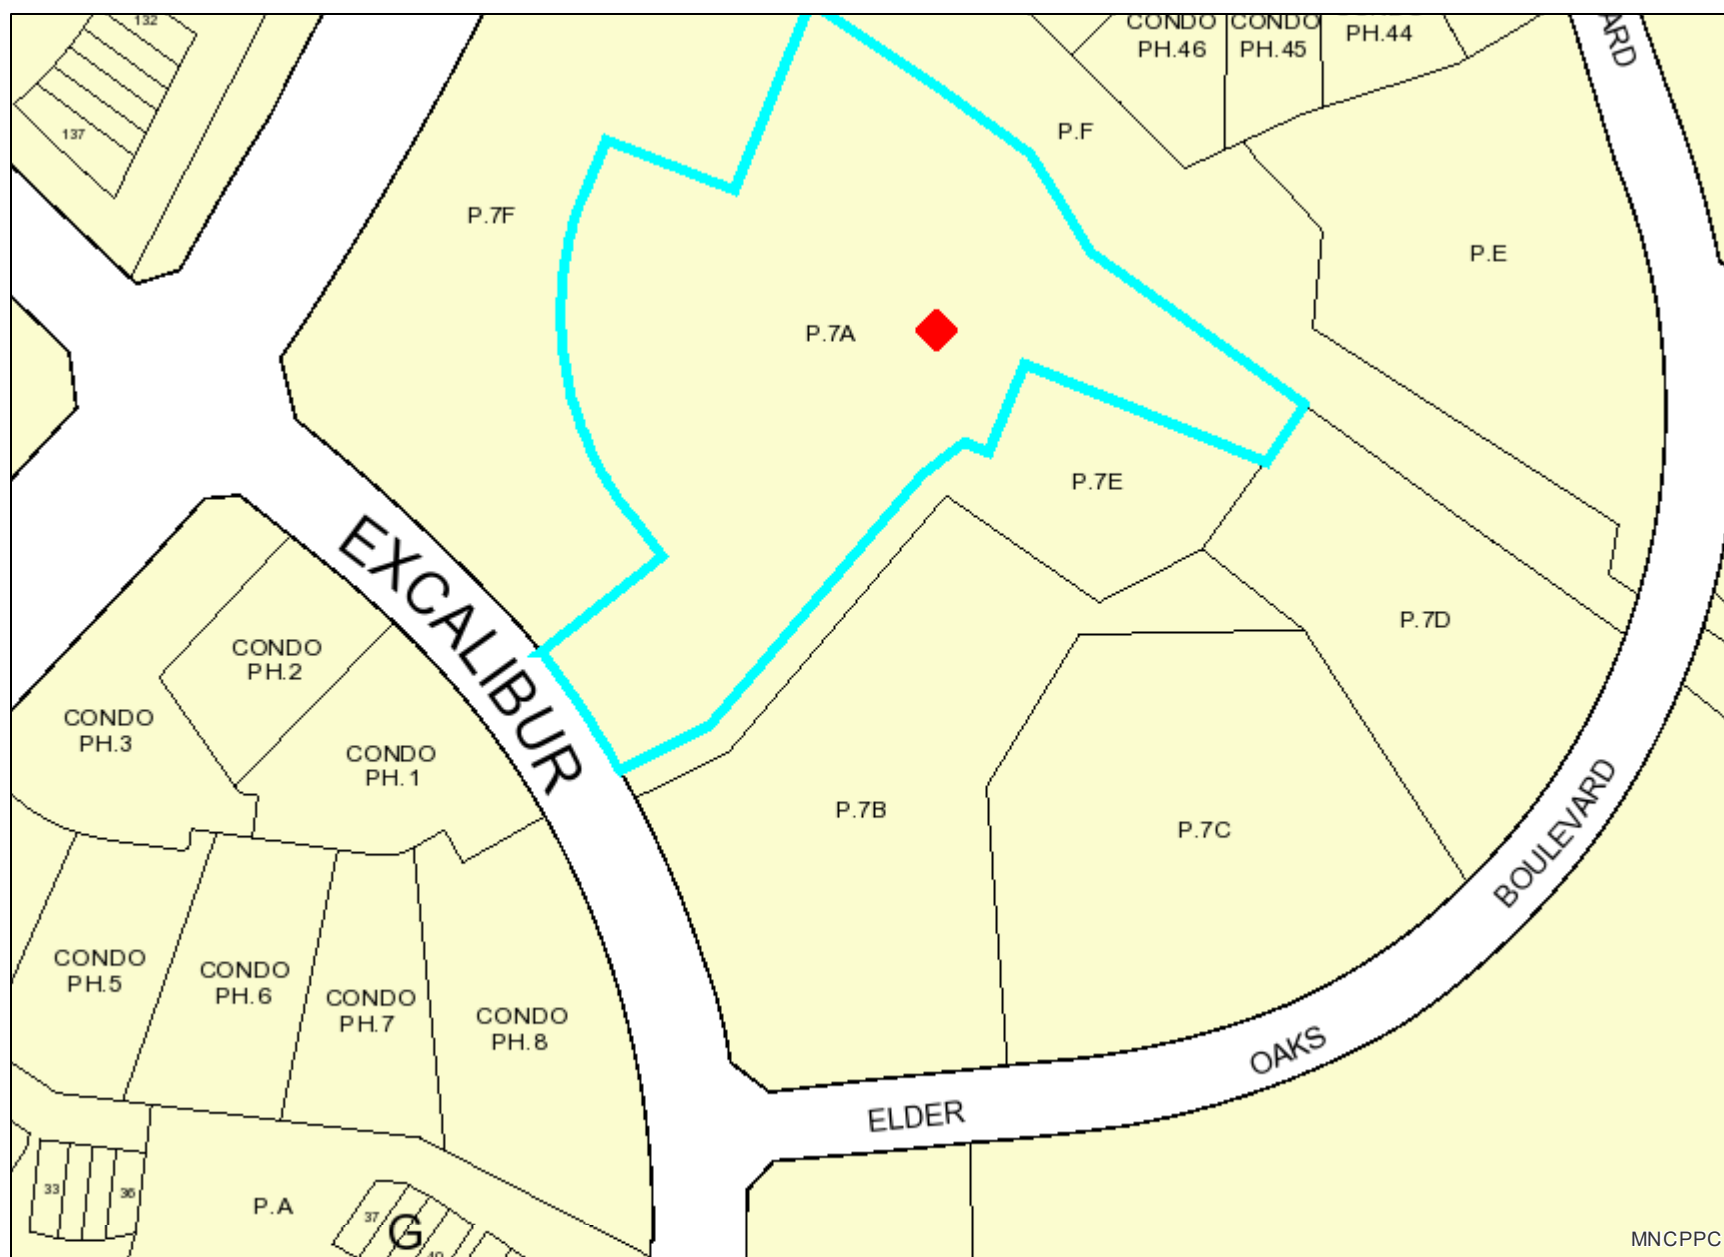 132
137
CONDO
PH.46
CONDO
PH.45
PH.44
ARD
P.F
P.7F
P.E
P.7A
P.7E
EXCALIBUR
CONDO
PH.2
CONDO
PH.3
CONDO
PH.1
P.7D
P.7B
P.7C
BOULEVARD
CONDO
PH.5
CONDO
PH.6
CONDO
PH.7
CONDO
PH.8
OAKS
ELDER
33
36
P.A
37
G
40
MNCPPC